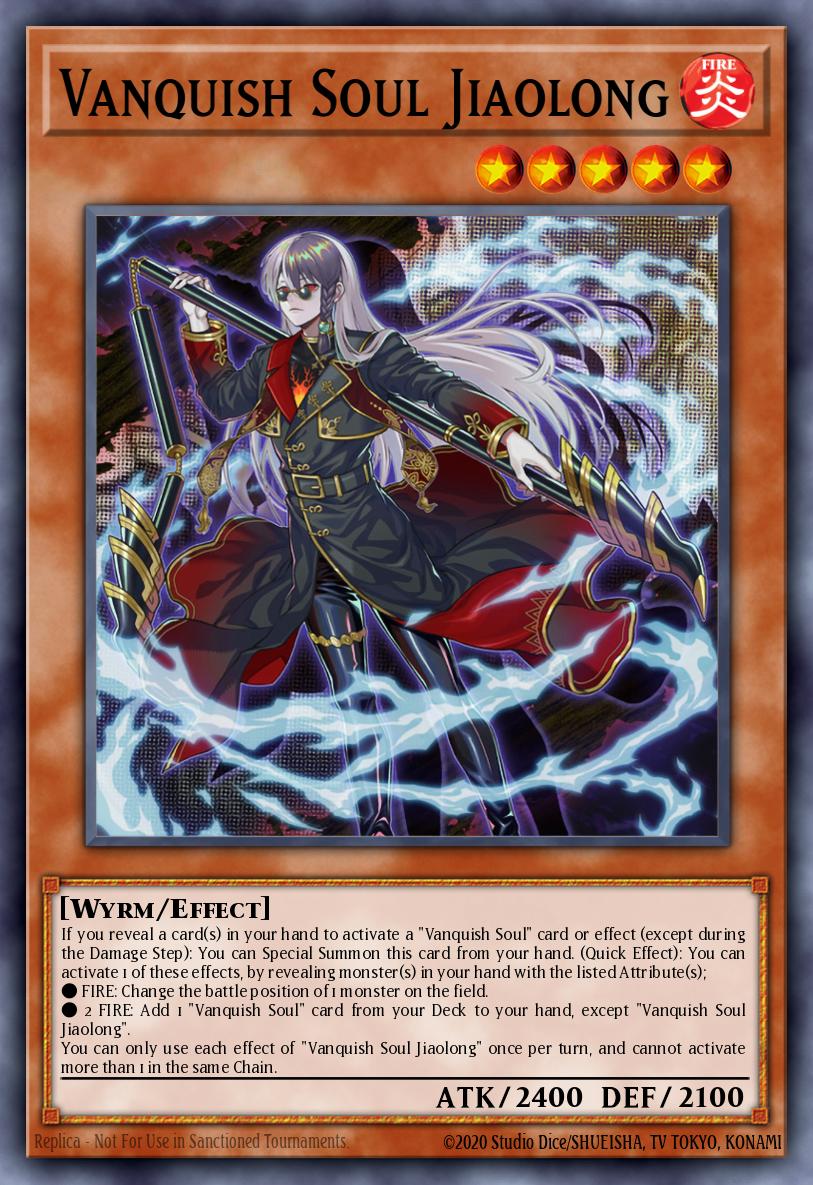 Vanquish Soul Jiaolong
FIRE
炎
[Wyrm/Effect]
If you reveal a card(s) in your hand to activate a "Vanquish Soul" card or effect (except during
the Damage Step): You can Special Summon this card from your hand. (Quick Effect): You can
activate 1 of these effects, by revealing monster(s) in your hand with the listed Attribute(s);
● FIRE: Change the battle position of 1 monster on the field.
● 2 FIRE: Add 1 "Vanquish Soul" card from your Deck to your hand, except "Vanquish Soul
Jiaolong".
You can only use each effect of "Vanquish Soul Jiaolong" once per turn, and cannot activate
more than 1 in the same Chain.
ATK/2400 DEF/2100
Replica - Not For Use in Sanctioned Tournaments.
©2020 Studio Dice/SHUEISHA, TV TOKYO, KONAMI